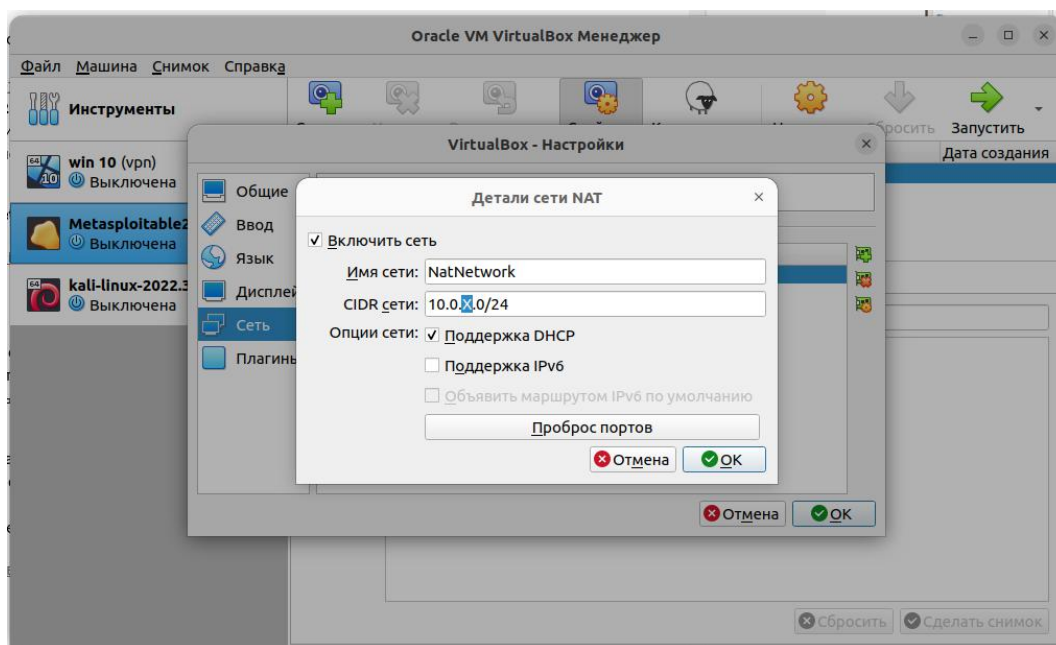 Oracle VM VirtualBox Менеджер
Файл Машина Снимок Справка
Инструменты
Сбросить Запустить
VirtualBox - Настройки
Дата создания
64 win 10 (vpn)
10 Выключена
Общие
Детали сети NAT
Metasploitable2
Выключена
Ввод
Включить сеть
Язык
Имя сети: NatNetwork
64 kali-linux-2022.3
Выключена
Дисплей
CIDR сети: 10.0.X.0/24
Сеть
Опции сети: Поддержка DHCP
Плагины
Поддержка IPv6
Объявить маршрутом IPv6 по умолчанию
Проброс портов
Отмена OK
Отмена OK
Сбросить Сделать снимок